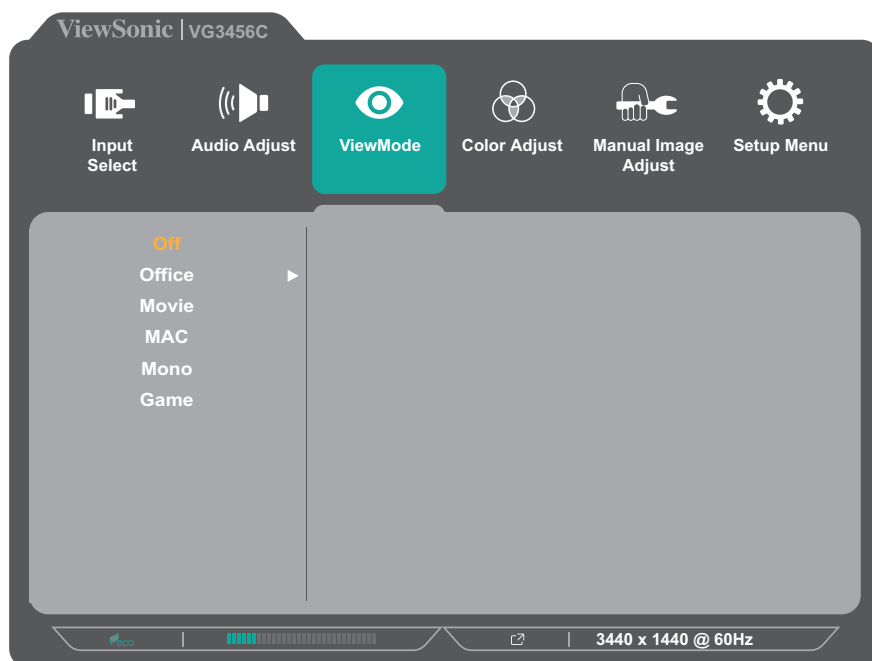 ViewSonic | VG3456C
Input Select
Audio Adjust
ViewMode
Color Adjust
Manual Image Adjust
Setup Menu
Off
Office
Movie
MAC
Mono
Game
eco | | 3440 x 1440 @ 60Hz